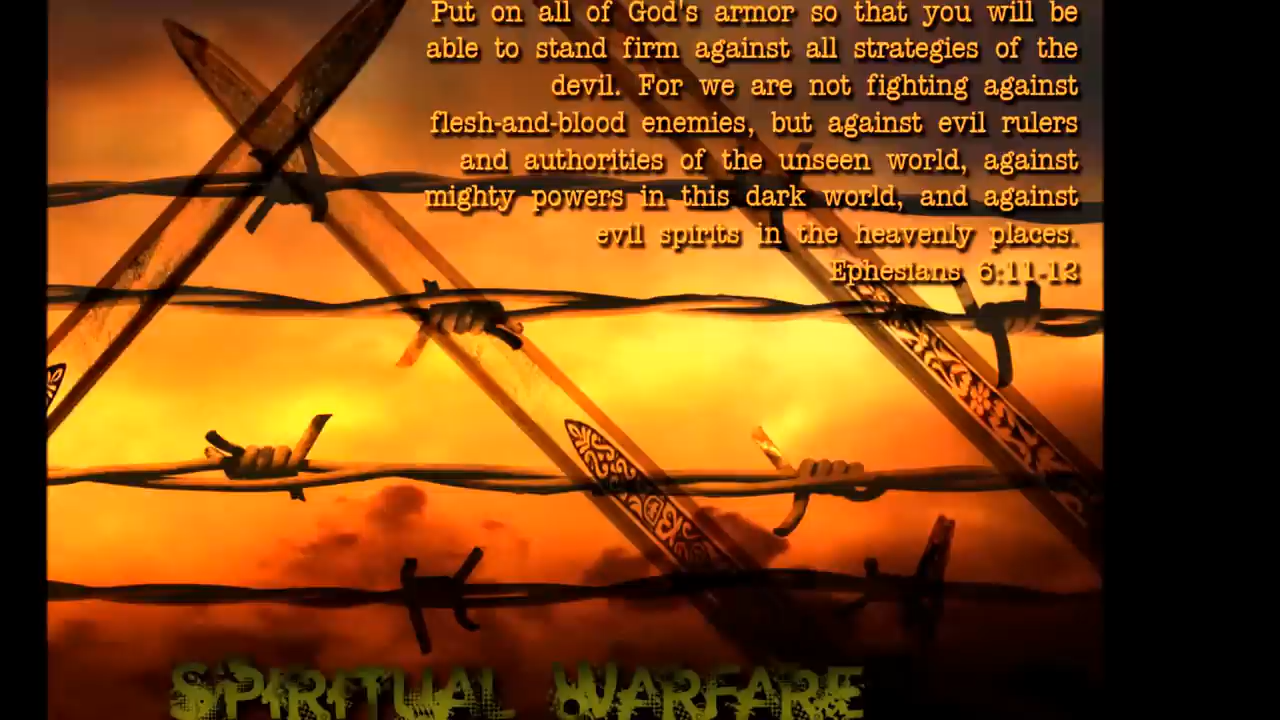 Put on all of God's armor so that you will be
able to stand firm against all strategies of the
devil. For we are not fighting against
flesh-and-blood enemies, but against evil rulers
and authorities of the unseen world, against
mighty powers in this dark world, and against
evil spirits in the heavenly places.
Ephesians 6:11-12
SPIRITUAL WARFARE